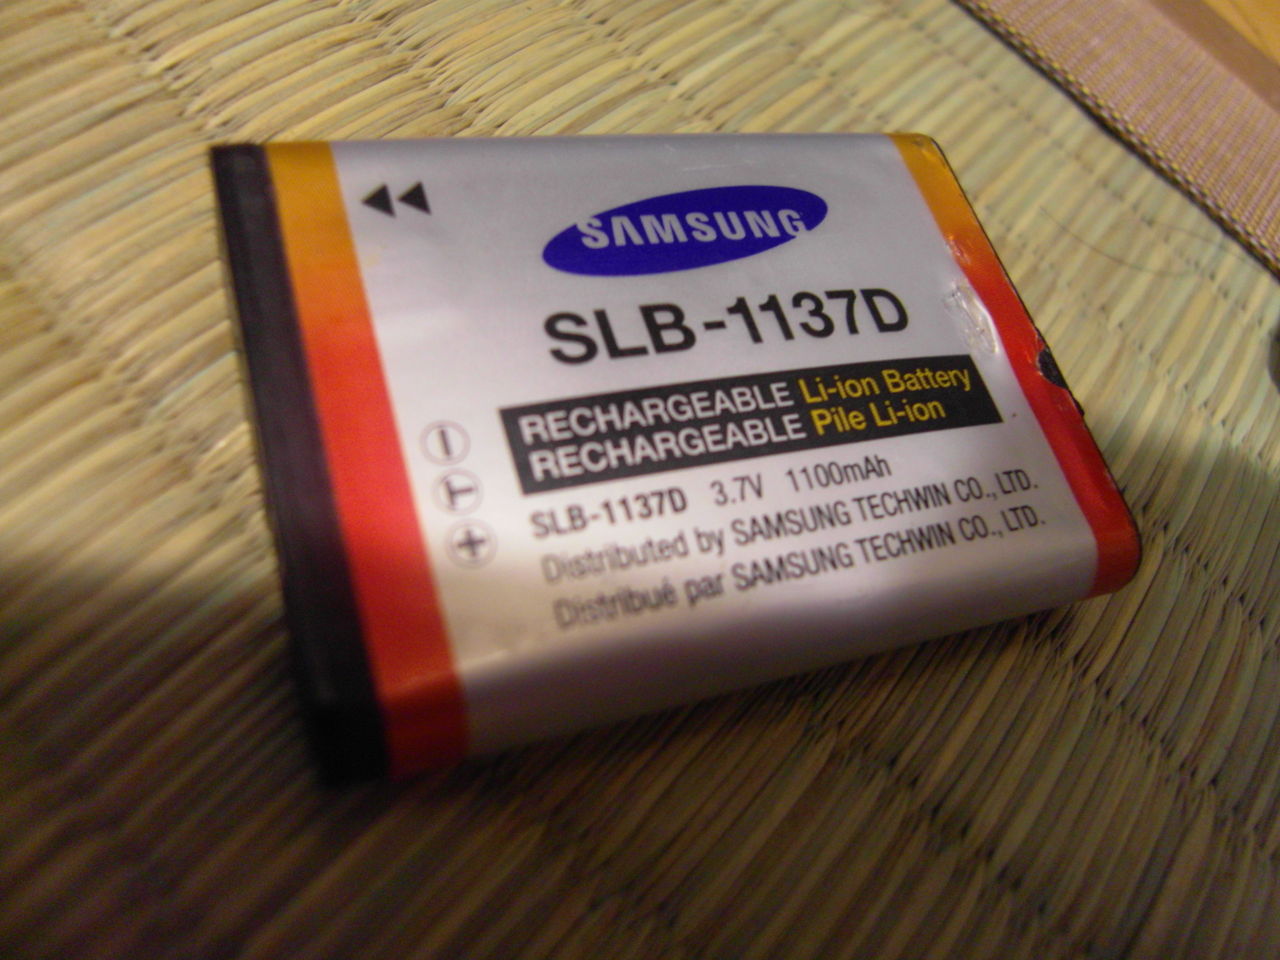 SAMSUNG
SLB-1137D
RECHARGEABLE Li-ion Battery
RECHARGEABLE Pile Li-ion
SLB-1137D 3.7V 1100mAh
Distributed by SAMSUNG TECHWIN CO., LTD.
Distribué par SAMSUNG TECHWIN CO., LTD.
−
T
+